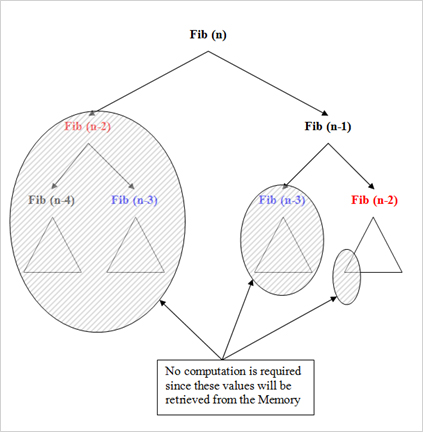 Fib (n)
Fib (n-2)
Fib (n-1)
Fib (n-4)
Fib (n-3)
Fib (n-3)
Fib (n-2)
No computation is required
since these values will be
retrieved from the Memory